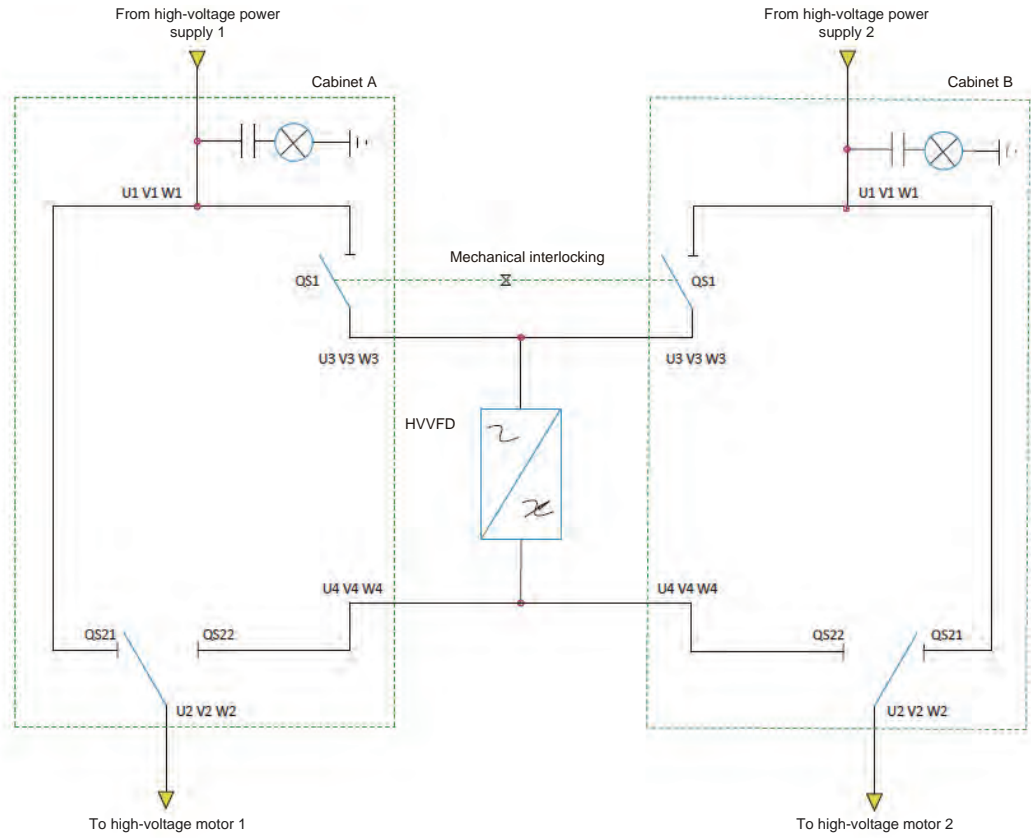 From high-voltage power
supply 1
From high-voltage power
supply 2
Cabinet A
Cabinet B
U1 V1 W1
U1 V1 W1
Mechanical interlocking
QS1
QS1
U3 V3 W3
U3 V3 W3
HVVFD
U4 V4 W4
U4 V4 W4
QS21
QS22
QS22
QS21
U2 V2 W2
U2 V2 W2
To high-voltage motor 1
To high-voltage motor 2